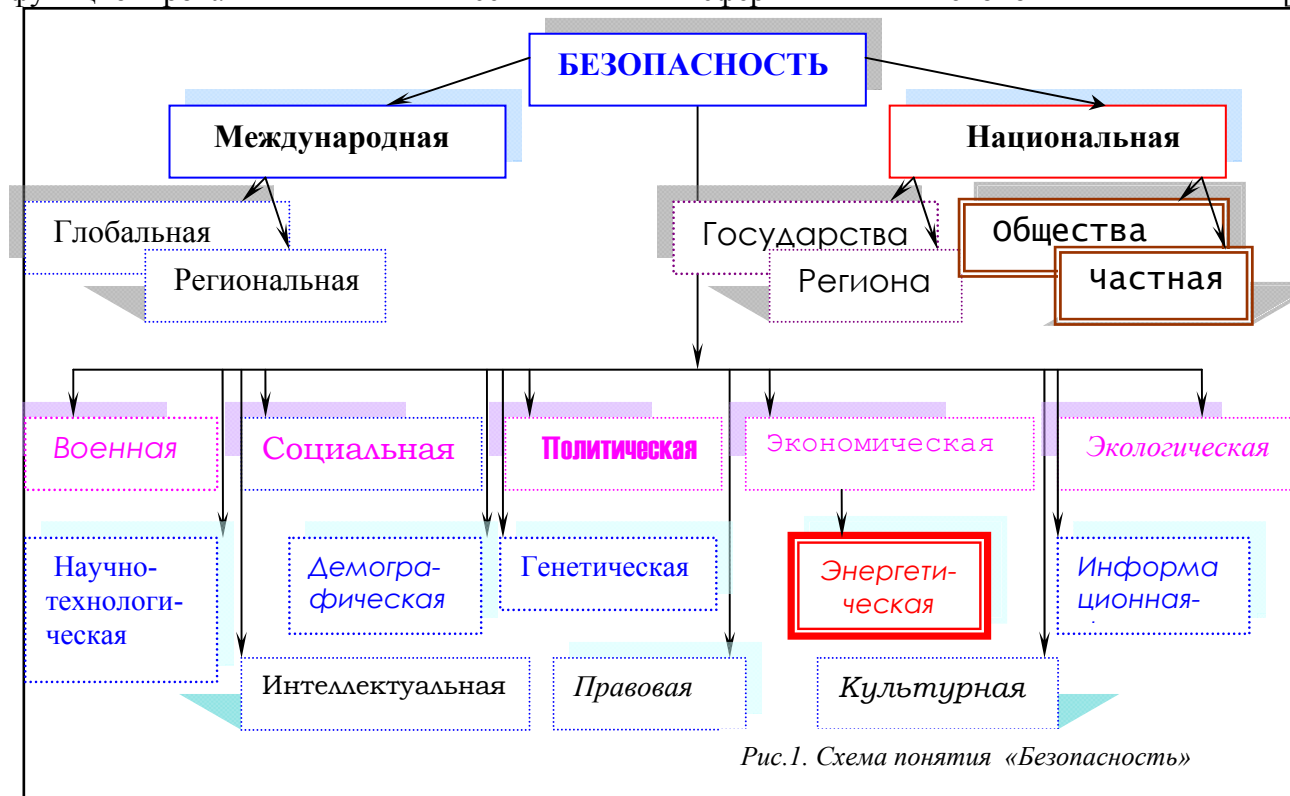 БЕЗОПАСНОСТЬ
Международная
Национальная
Глобальная
Региональная
Государства
Региона
Общества
Частная
Военная
Социальная
Политическая
Экономическая
Экологическая
Научно-
технологи-
ческая
Демогра-
фическая
Генетическая
Энергети-
ческая
Информа
ционная-
Интеллектуальная
Правовая
Культурная
Рис.1. Схема понятия «Безопасность»